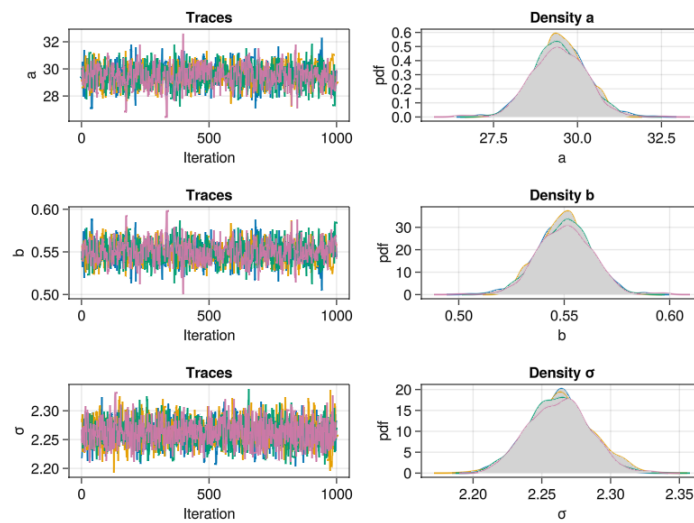 Traces
Density a
a
32
30
28
0
500
1000
Iteration
pdf
0.6
0.5
0.4
0.3
0.2
0.1
0.0
27.5
30.0
32.5
a
Traces
Density b
b
0.60
0.55
0.50
0
500
1000
Iteration
pdf
30
20
10
0
0.50
0.55
0.60
b
Traces
Density σ
σ
2.30
2.25
2.20
0
500
1000
Iteration
pdf
20
15
10
5
0
2.20
2.25
2.30
2.35
σ